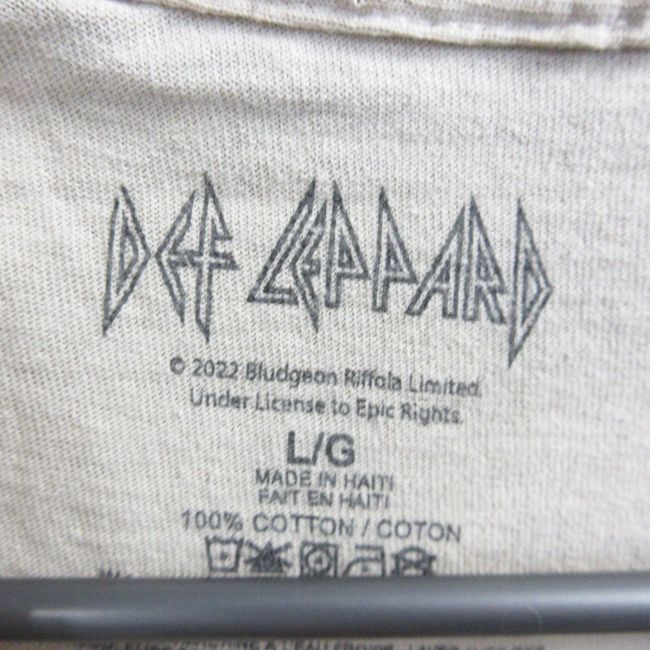 DEF LEPPARD
© 2022 Bludgeon Riffola Limited.
Under License to Epic Rights.
L/G
MADE IN HAITI
FAIT EN HAITI
100% COTTON / COTON